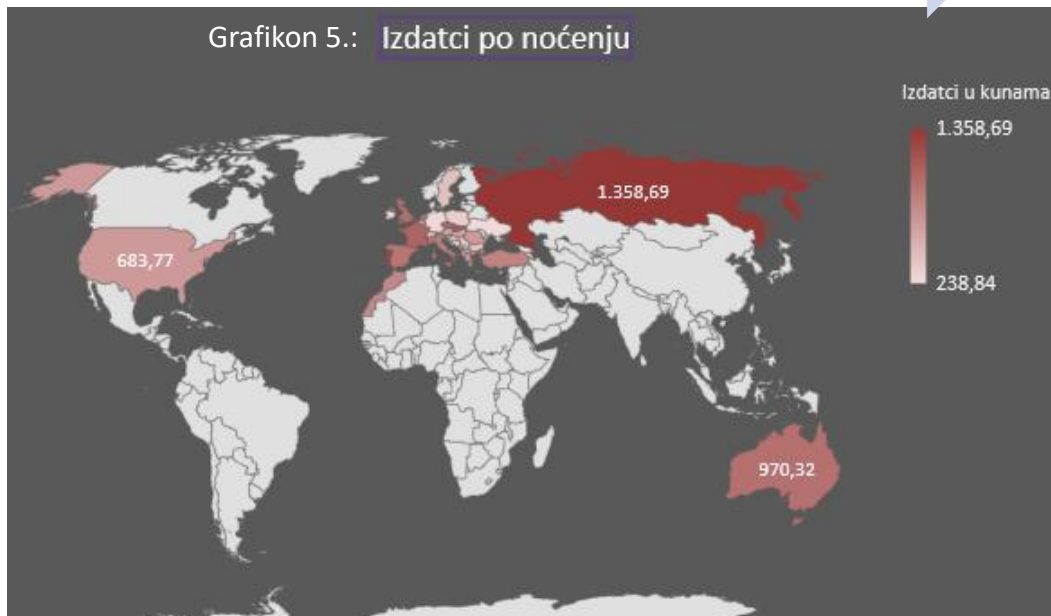 Grafikon 5.: Izdatci po noćenju
Izdatci u kunama
1.358,69
238,84
1.358,69
683,77
970,32